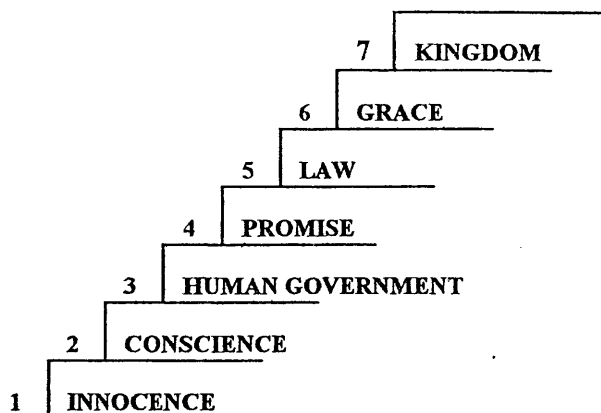 7 KINGDOM
6 GRACE
5 LAW
4 PROMISE
3 HUMAN GOVERNMENT
2 CONSCIENCE
1 INNOCENCE